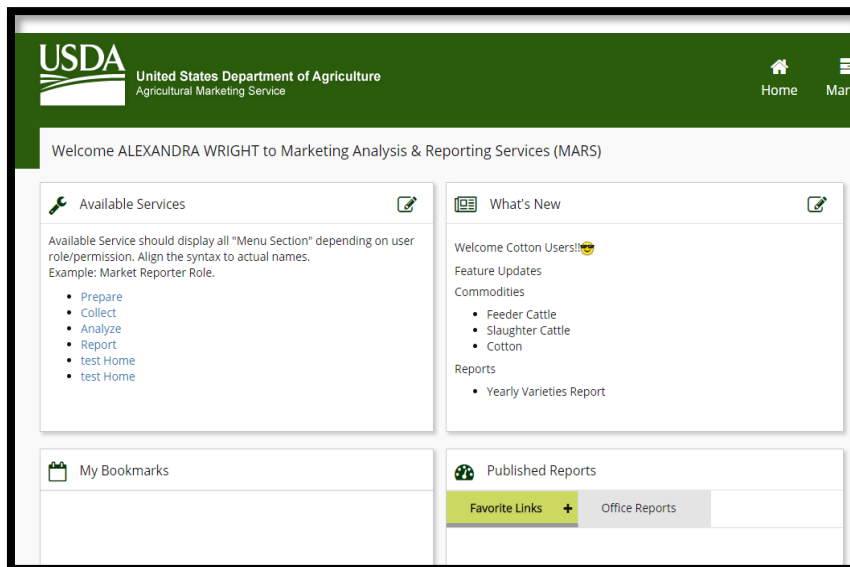 USDA
United States Department of Agriculture
Agricultural Marketing Service
Home
Mar
Welcome ALEXANDRA WRIGHT to Marketing Analysis & Reporting Services (MARS)
Available Services
Available Service should display all "Menu Section" depending on user
role/permission. Align the syntax to actual names.
Example: Market Reporter Role.
Prepare
Collect
Analyze
Report
test Home
test Home
What's New
Welcome Cotton Users!!😎
Feature Updates
Commodities
Feeder Cattle
Slaughter Cattle
Cotton
Reports
Yearly Varieties Report
My Bookmarks
Published Reports
Favorite Links +
Office Reports